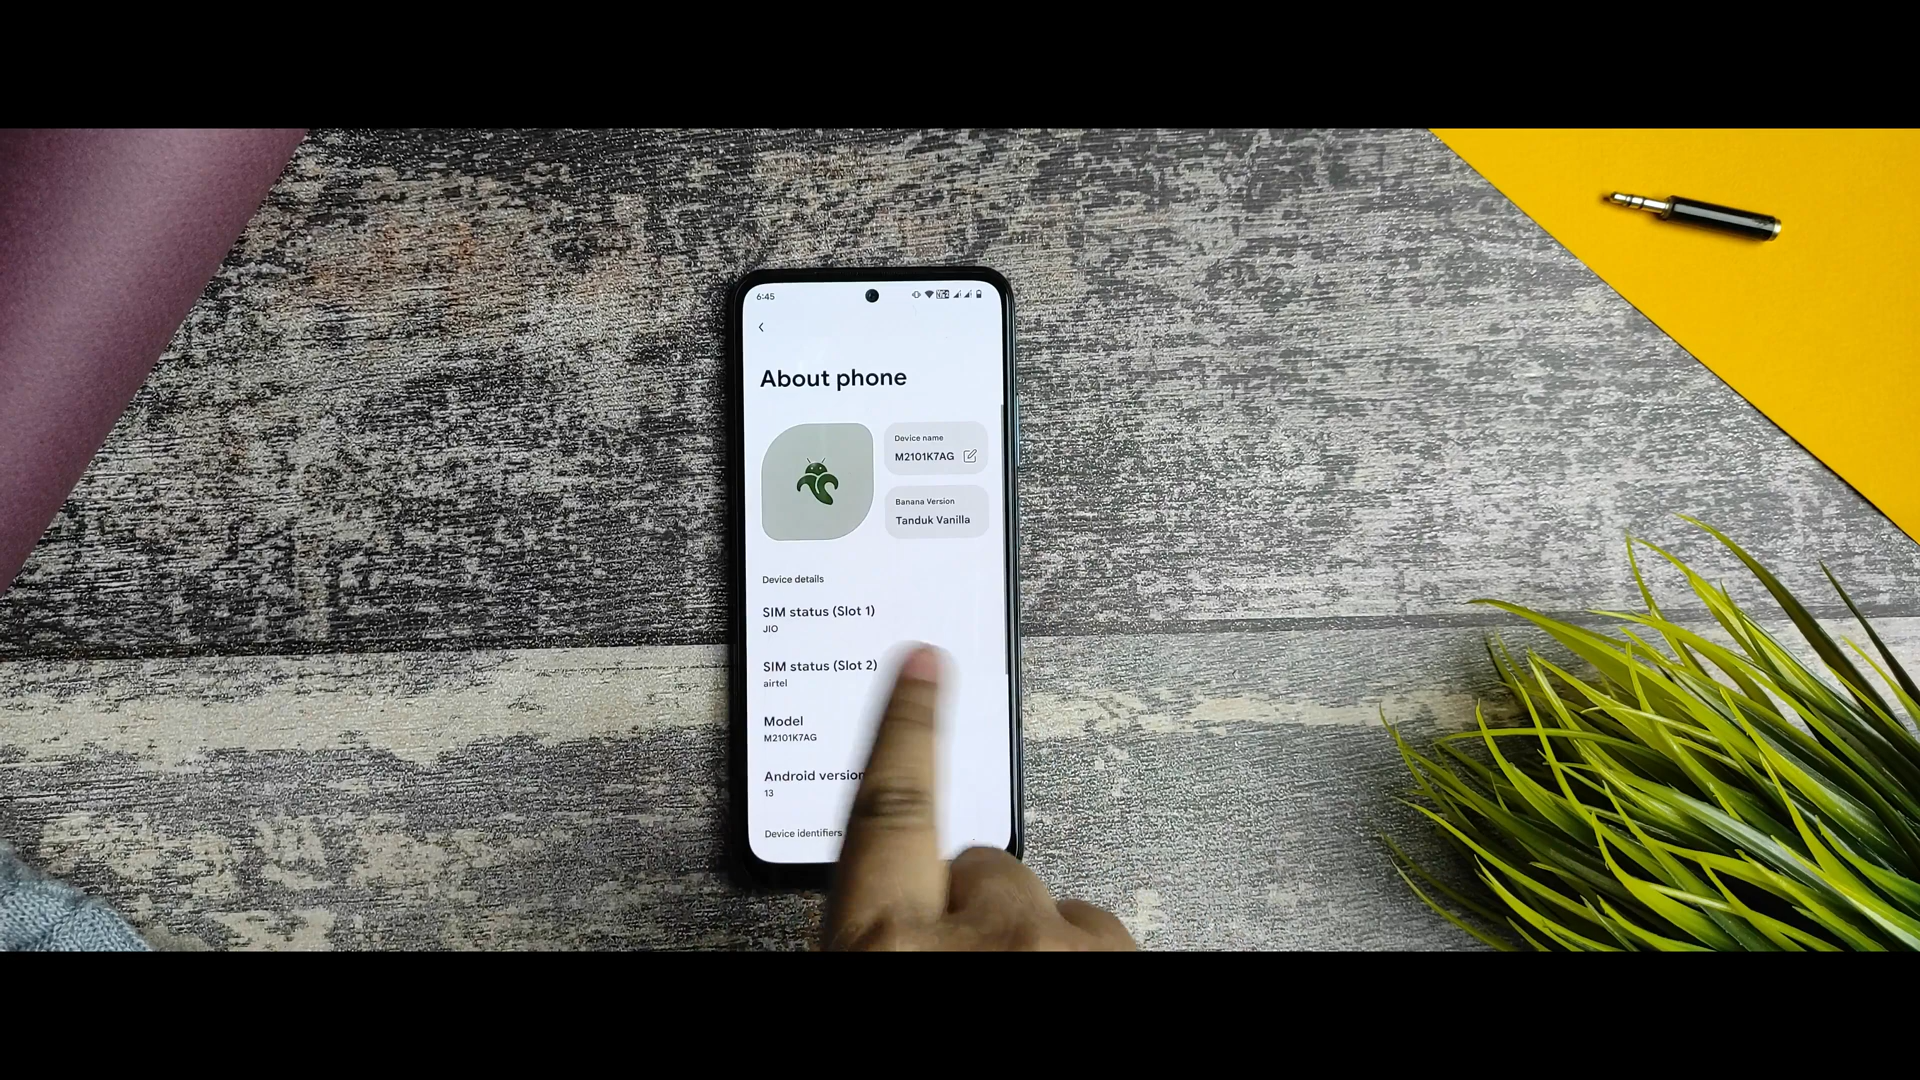 6:45
About phone
Device name
M2101K7AG
Banana Version
Tanduk Vanilla
Device details
SIM status (Slot 1)
JIO
SIM status (Slot 2)
airtel
Model
M2101K7AG
Android version
13
Device identifiers